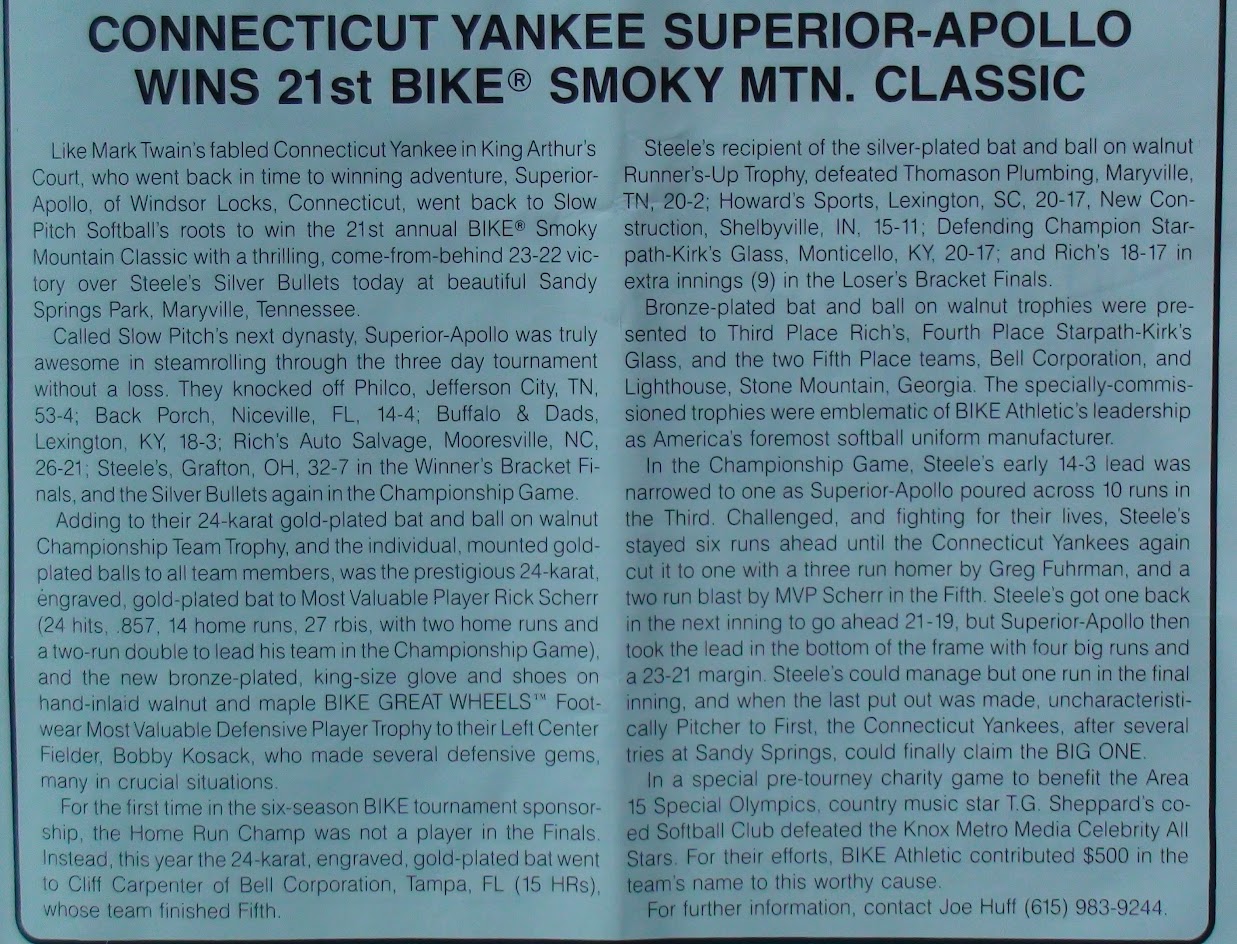 CONNECTICUT YANKEE SUPERIOR-APOLLO
WINS 21st BIKE® SMOKY MTN. CLASSIC
Like Mark Twain's fabled Connecticut Yankee in King Arthur's
Court, who went back in time to winning adventure, Superior-
Apollo, of Windsor Locks, Connecticut, went back to Slow
Pitch Softball's roots to win the 21st annual BIKE® Smoky
Mountain Classic with a thrilling, come-from-behind 23-22 vic-
tory over Steele's Silver Bullets today at beautiful Sandy
Springs Park, Maryville, Tennessee.
Called Slow Pitch's next dynasty, Superior-Apollo was truly
awesome in steamrolling through the three day tournament
without a loss. They knocked off Philco, Jefferson City, TN,
53-4; Back Porch, Niceville, FL, 14-4; Buffalo & Dads,
Lexington, KY, 18-3; Rich's Auto Salvage, Mooresville, NC,
26-21; Steele's, Grafton, OH, 32-7 in the Winner's Bracket Fi-
nals, and the Silver Bullets again in the Championship Game.
Adding to their 24-karat gold-plated bat and ball on walnut
Championship Team Trophy, and the individual, mounted gold-
plated balls to all team members, was the prestigious 24-karat,
engraved, gold-plated bat to Most Valuable Player Rick Scherr
(24 hits, .857, 14 home runs, 27 rbis, with two home runs and
a two-run double to lead his team in the Championship Game),
and the new bronze-plated, king-size glove and shoes on
hand-inlaid walnut and maple BIKE GREAT WHEELS™ Foot-
wear Most Valuable Defensive Player Trophy to their Left Center
Fielder, Bobby Kosack, who made several defensive gems,
many in crucial situations.
For the first time in the six-season BIKE tournament sponsor-
ship, the Home Run Champ was not a player in the Finals.
Instead, this year the 24-karat, engraved, gold-plated bat went
to Cliff Carpenter of Bell Corporation, Tampa, FL (15 HRs),
whose team finished Fifth.
Steele's recipient of the silver-plated bat and ball on walnut
Runner's-Up Trophy, defeated Thomason Plumbing, Maryville,
TN, 20-2; Howard's Sports, Lexington, SC, 20-17, New Con-
struction, Shelbyville, IN, 15-11; Defending Champion Star-
path-Kirk's Glass, Monticello, KY, 20-17; and Rich's 18-17 in
extra innings (9) in the Loser's Bracket Finals.
Bronze-plated bat and ball on walnut trophies were pre-
sented to Third Place Rich's, Fourth Place Starpath-Kirk's
Glass, and the two Fifth Place teams, Bell Corporation, and
Lighthouse, Stone Mountain, Georgia. The specially-commis-
sioned trophies were emblematic of BIKE Athletic's leadership
as America's foremost softball uniform manufacturer.
In the Championship Game, Steele's early 14-3 lead was
narrowed to one as Superior-Apollo poured across 10 runs in
the Third. Challenged, and fighting for their lives, Steele's
stayed six runs ahead until the Connecticut Yankees again
cut it to one with a three run homer by Greg Fuhrman, and a
two run blast by MVP Scherr in the Fifth. Steele's got one back
in the next inning to go ahead 21-19, but Superior-Apollo then
took the lead in the bottom of the frame with four big runs and
a 23-21 margin. Steele's could manage but one run in the final
inning, and when the last put out was made, uncharacteristi-
cally Pitcher to First, the Connecticut Yankees, after several
tries at Sandy Springs, could finally claim the BIG ONE.
In a special pre-tourney charity game to benefit the Area
15 Special Olympics, country music star T.G. Sheppard's co-
ed Softball Club defeated the Knox Metro Media Celebrity All
Stars. For their efforts, BIKE Athletic contributed $500 in the
team's name to this worthy cause.
For further information, contact Joe Huff (615) 983-9244.